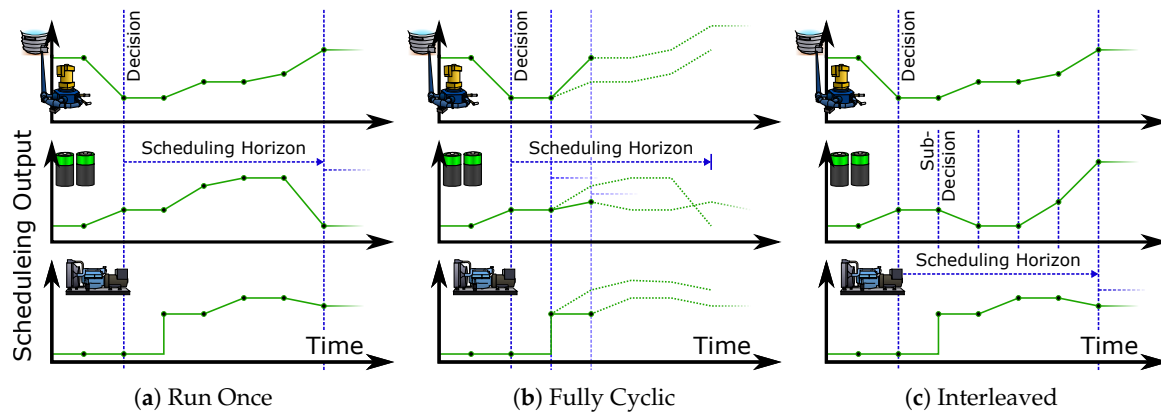 Scheduleing Output
Decision
Scheduling Horizon
Time
(a) Run Once
Decision
Scheduling Horizon
Time
(b) Fully Cyclic
Decision
Sub-
Decision
Scheduling Horizon
Time
(c) Interleaved